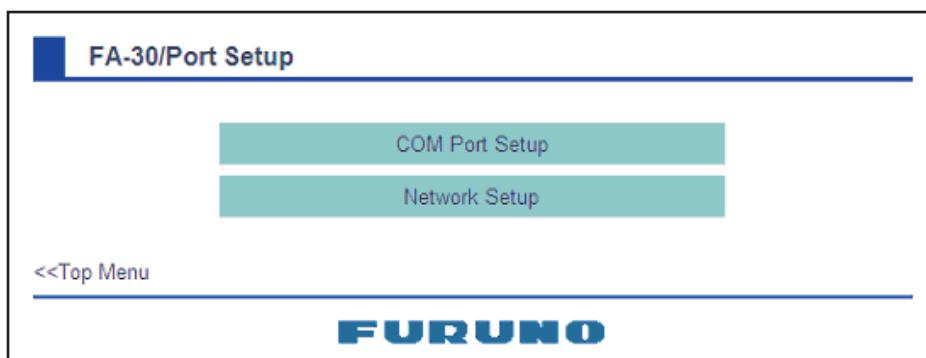 FA-30/Port Setup
COM Port Setup
Network Setup
<<Top Menu
FURUNO